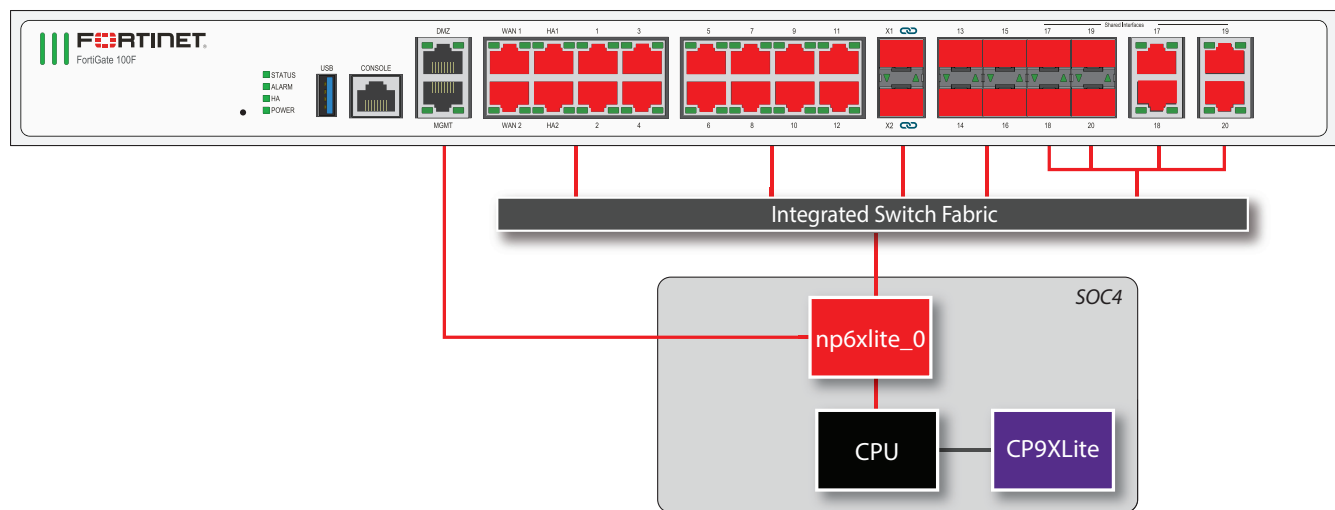 Shared Interfaces
FORTINET
FortiGate 100F
STATUS
ALARM
HA
POWER
USB
CONSOLE
DMZ
MGMT
WAN 1 HA1 1 3
WAN 2 HA2 2 4
5 7 9 11
6 8 10 12
X1
X2
13 15 17 19
14 16 18 20
17
18
19
20
Integrated Switch Fabric
SOC4
np6xlite_0
CPU
CP9XLite